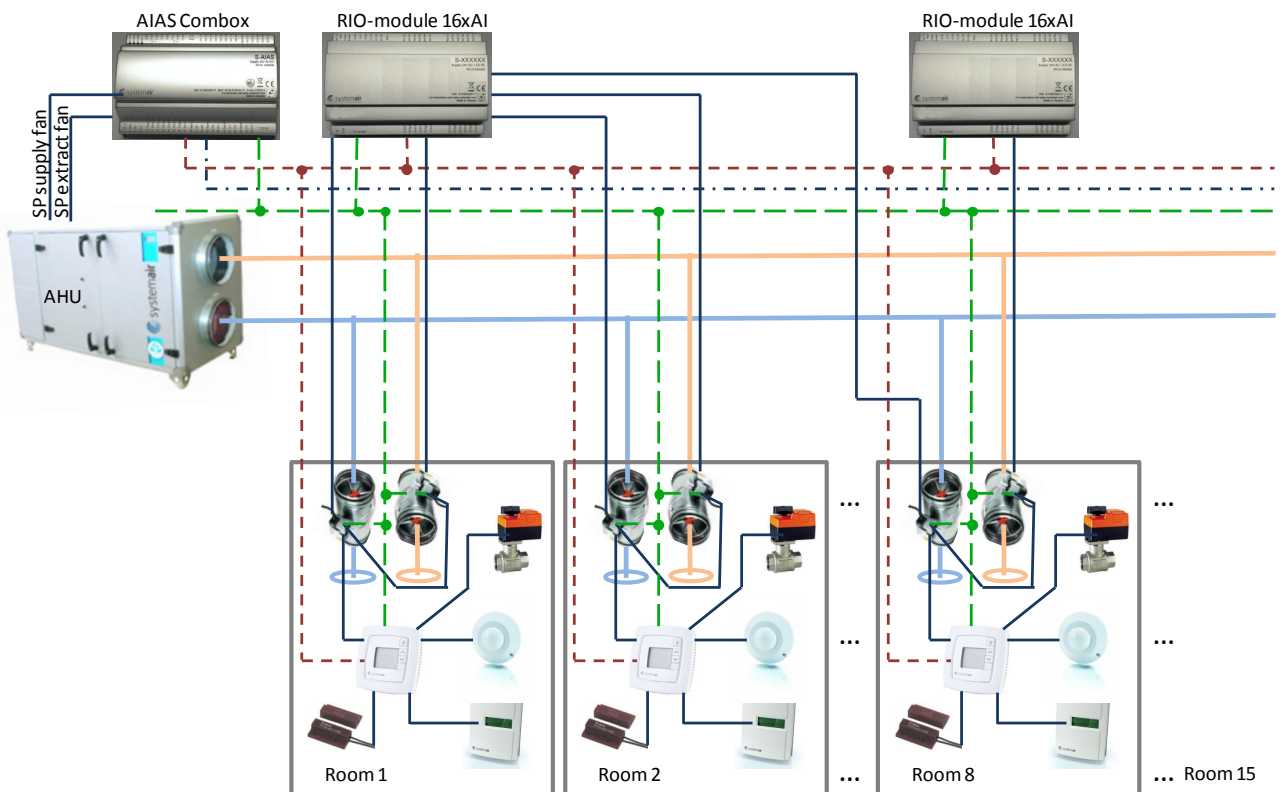 AIAS Combox
RIO-module 16xAI
RIO-module 16xAI
S-AIAS
systemair
S-XXXXXX
systemair
S-XXXXXX
systemair
SP supply fan
SP extract fan
AHU
systemair
...
...
...
...
Room 1
Room 2
...
Room 8
... Room 15